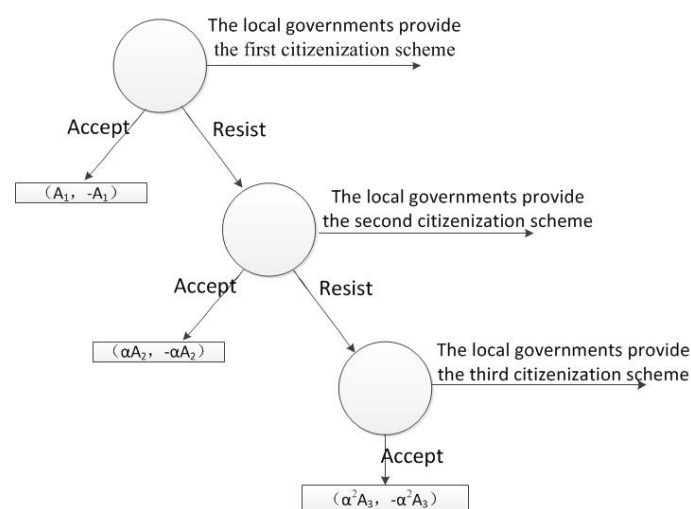 The local governments provide
the first citizenization scheme
Accept
Resist
（A₁， -A₁）
The local governments provide
the second citizenization scheme
Accept
Resist
（αA₂， -αA₂）
The local governments provide
the third citizenization scheme
Accept
（α²A₃， -α²A₃）